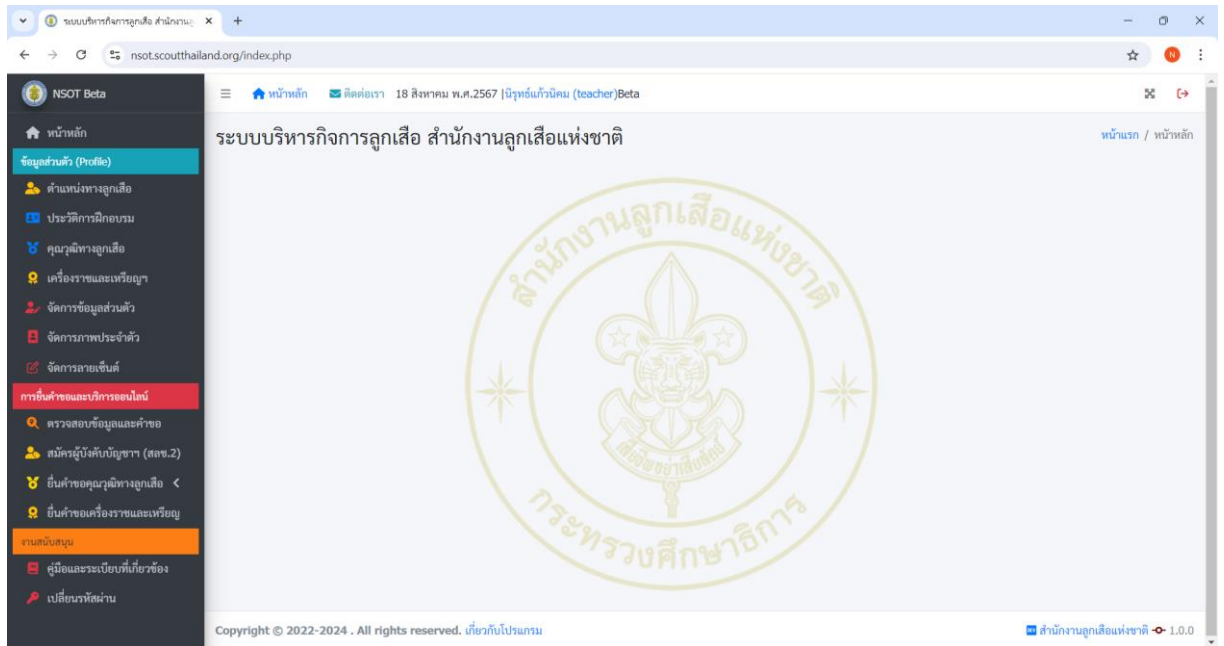 ระบบบริหารกิจการลูกเสือ สำนักงานลู
nsot.scoutthailand.org/index.php
N
NSOT Beta
หน้าหลัก ติดต่อเรา 18 สิงหาคม พ.ศ.2567 |นิรุทธ์แก้วนิคม (teacher)Beta
หน้าหลัก
ระบบบริหารกิจการลูกเสือ สำนักงานลูกเสือแห่งชาติ
หน้าแรก / หน้าหลัก
ข้อมูลส่วนตัว (Profile)
ตำแหน่งทางลูกเสือ
ประวัติการฝึกอบรม
คุณวุฒิทางลูกเสือ
เครื่องราชและเหรียญฯ
จัดการข้อมูลส่วนตัว
จัดการภาพประจำตัว
จัดการลายเซ็นต์
การยื่นคำขอและบริการออนไลน์
ตรวจสอบข้อมูลและคำขอ
สมัครผู้บังคับบัญชาฯ (สลช.2)
ยื่นคำขอคุณวุฒิทางลูกเสือ
ยื่นคำขอเครื่องราชและเหรียญ
งานสนับสนุน
คู่มือและระเบียบที่เกี่ยวข้อง
เปลี่ยนรหัสผ่าน
สำนักงานลูกเสือแห่งชาติ
เสียชีพอย่าเสียสัตย์
กระทรวงศึกษาธิการ
Copyright © 2022-2024 . All rights reserved. เกี่ยวกับโปรแกรม
สำนักงานลูกเสือแห่งชาติ 1.0.0